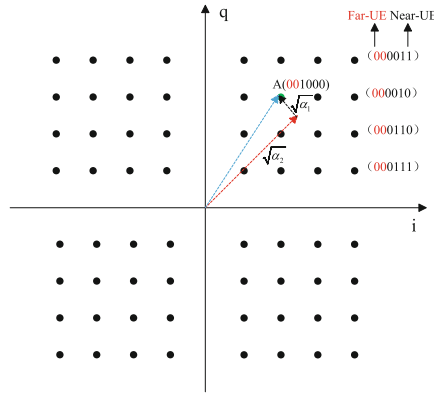 q
Far-UE Near-UE
(000011)
A(001000)
(000010)
√α₁
(000110)
√α₂
(000111)
i